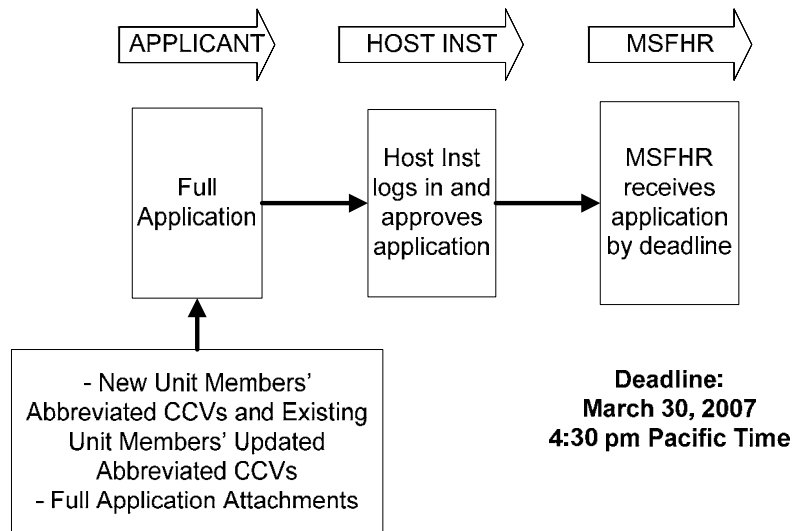 APPLICANT
HOST INST
MSFHR
Full
Application
Host Inst
logs in and
approves
application
MSFHR
receives
application
by deadline
- New Unit Members’
Abbreviated CCVs and Existing
Unit Members’ Updated
Abbreviated CCVs
- Full Application Attachments
Deadline:
March 30, 2007
4:30 pm Pacific Time